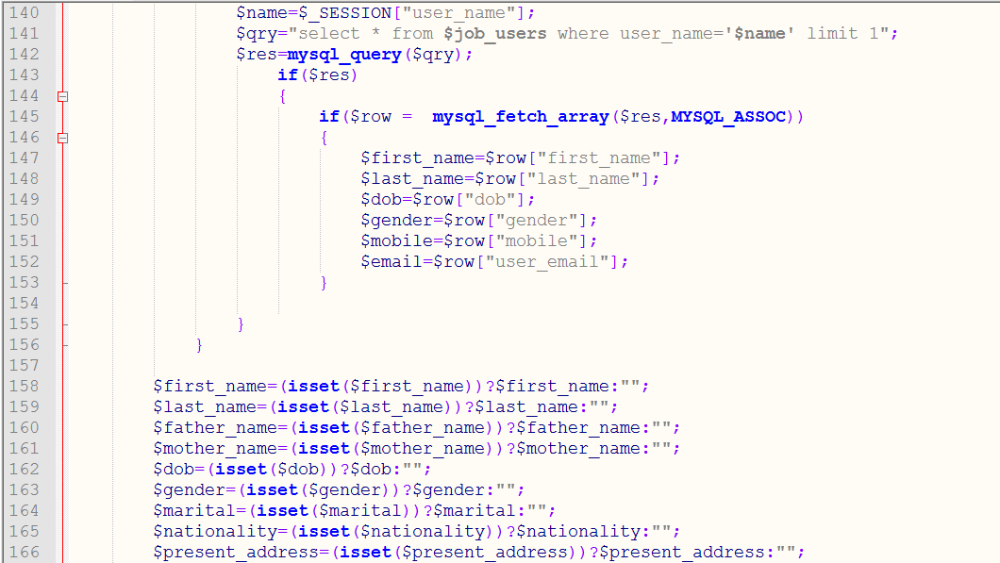 140 $name=$_SESSION["user_name"];
141 $qry="select * from $job_users where user_name='$name' limit 1";
142 $res=mysql_query($qry);
143 if($res)
144 {
145 if($row =  mysql_fetch_array($res,MYSQL_ASSOC))
146 {
147 $first_name=$row["first_name"];
148 $last_name=$row["last_name"];
149 $dob=$row["dob"];
150 $gender=$row["gender"];
151 $mobile=$row["mobile"];
152 $email=$row["user_email"];
153 }
154
155 }
156 }
157
158 $first_name=(isset($first_name))?$first_name:"";
159 $last_name=(isset($last_name))?$last_name:"";
160 $father_name=(isset($father_name))?$father_name:"";
161 $mother_name=(isset($mother_name))?$mother_name:"";
162 $dob=(isset($dob))?$dob:"";
163 $gender=(isset($gender))?$gender:"";
164 $marital=(isset($marital))?$marital:"";
165 $nationality=(isset($nationality))?$nationality:"";
166 $present_address=(isset($present_address))?$present_address:"";